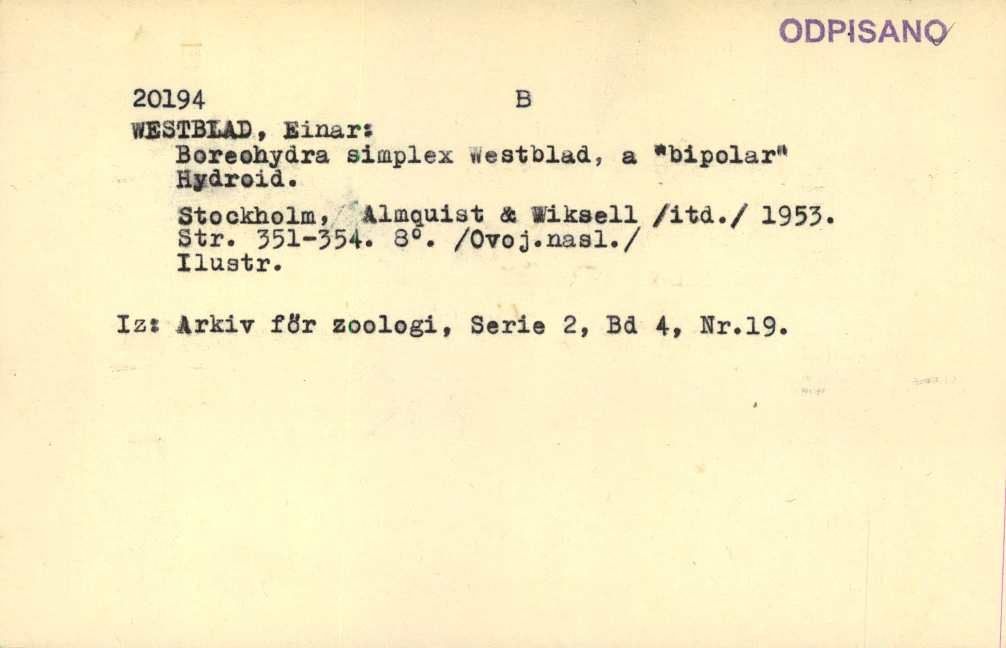 ODPISANO
20194 B
WESTBLAD, Einar:
Boreohydra simplex Westblad, a "bipolar"
Hydroid.
Stockholm, Almquist & Wiksell /itd./ 1953.
Str. 351-354. 8°. /Ovoj.nasl./
Ilustr.
Iz: Arkiv för zoologi, Serie 2, Bd 4, Nr.19.